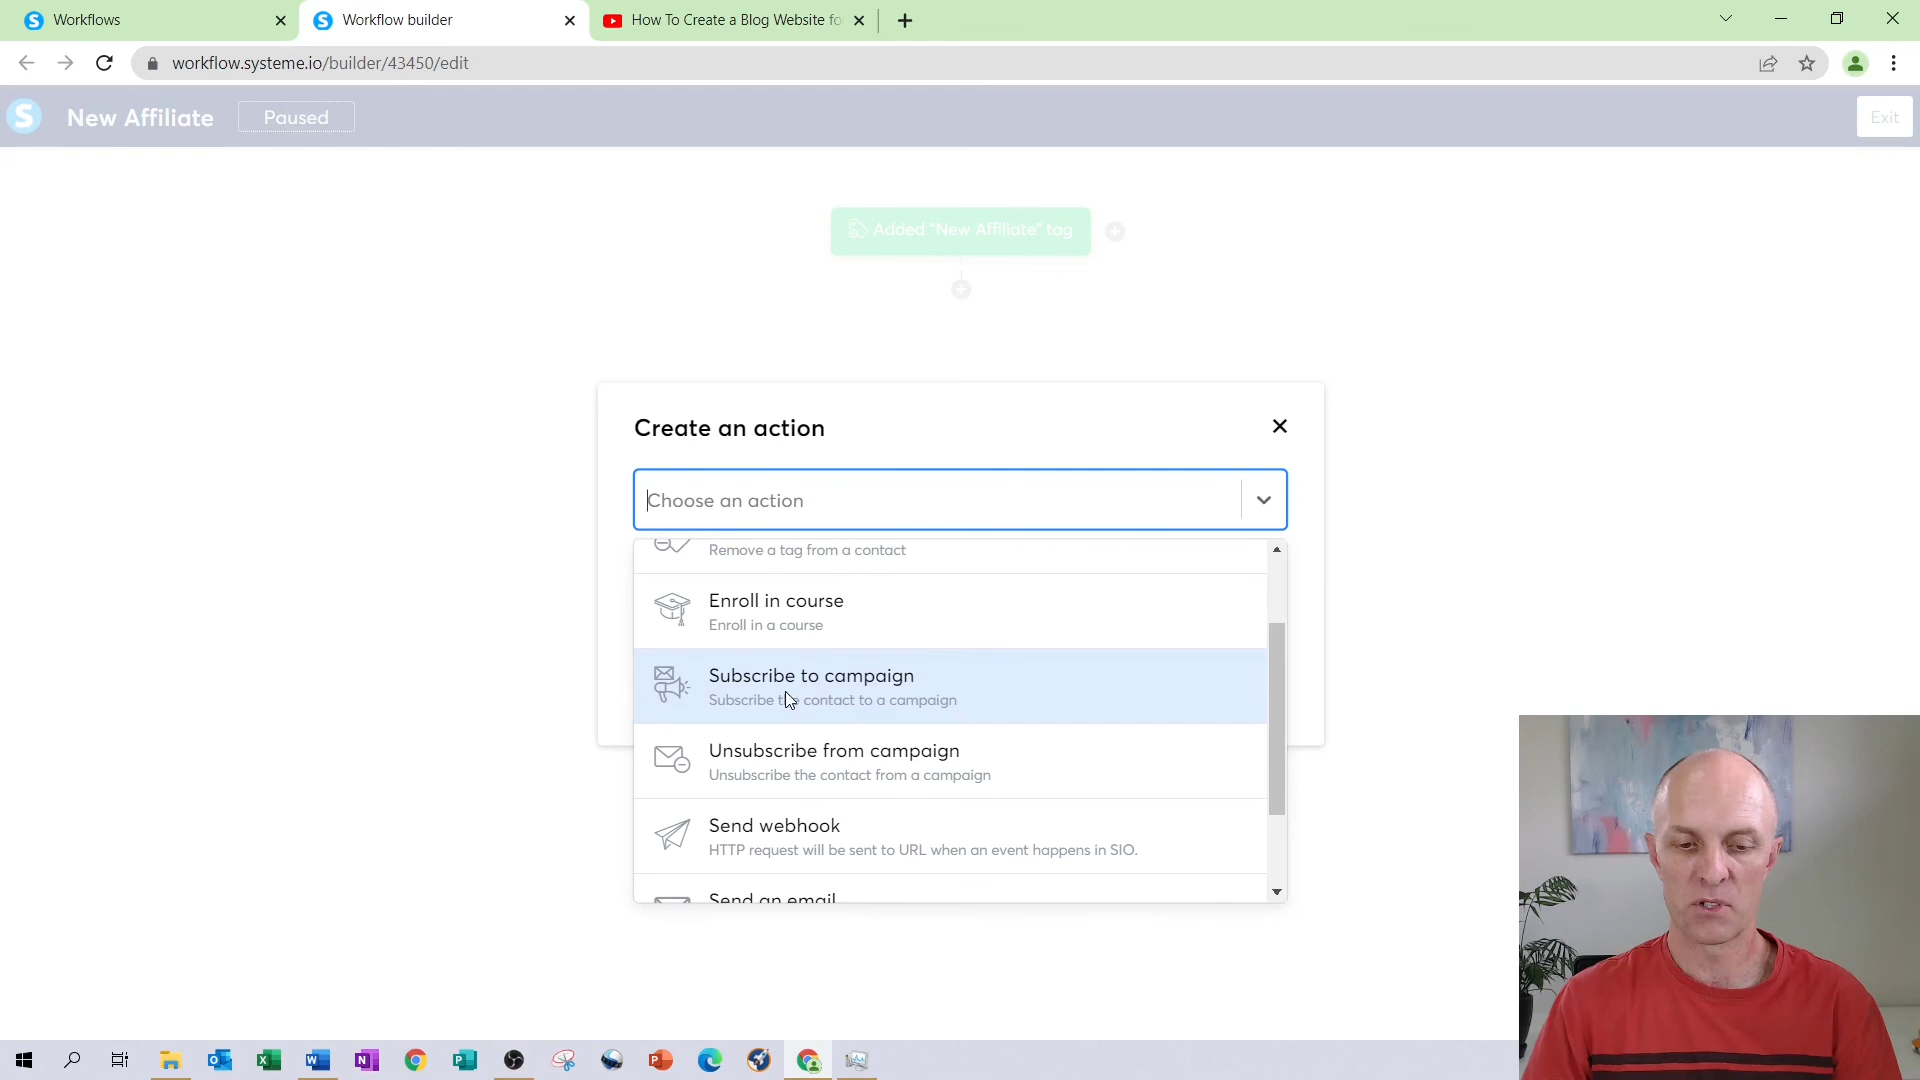 Workflows
Workflow builder
How To Create a Blog Website fo
workflow.systeme.io/builder/43450/edit
New Affiliate
Paused
Exit
Added "New Affiliate" tag
Create an action
Choose an action
Remove a tag from a contact
Enroll in course
Enroll in a course
Subscribe to campaign
Subscribe the contact to a campaign
Unsubscribe from campaign
Unsubscribe the contact from a campaign
Send webhook
HTTP request will be sent to URL when an event happens in SIO.
Send an email